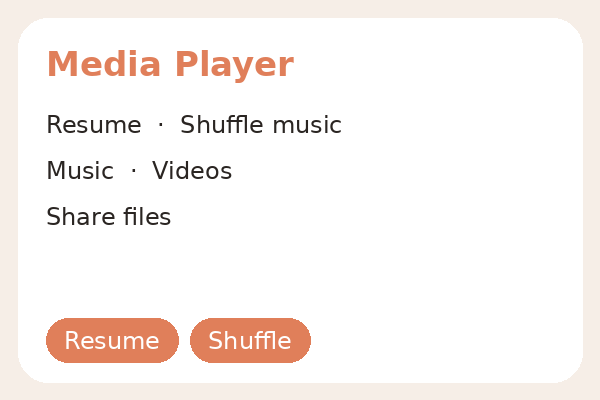 Media Player
Resume · Shuffle music
Music · Videos
Share files
Resume Shuffle